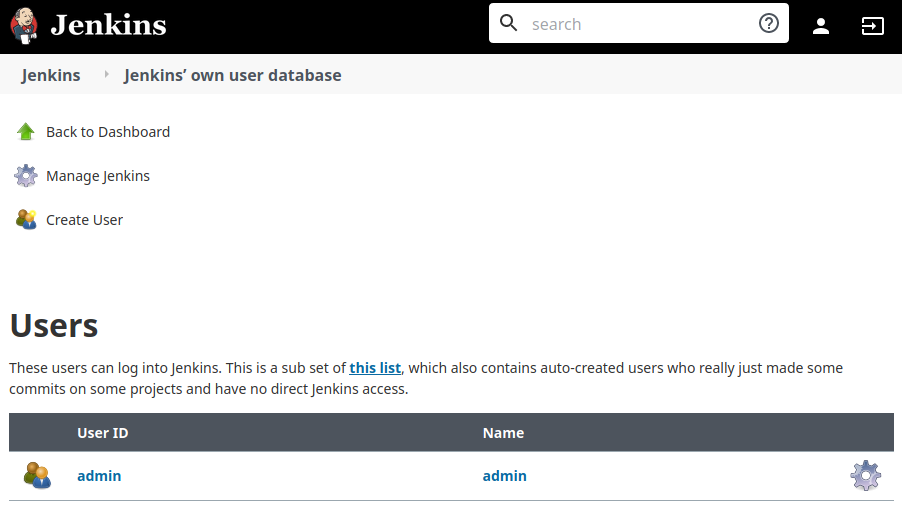 Jenkins
search
Jenkins Jenkins’ own user database
Back to Dashboard
Manage Jenkins
Create User
Users
These users can log into Jenkins. This is a sub set of this list, which also contains auto-created users who really just made some
commits on some projects and have no direct Jenkins access.
User ID Name
admin admin